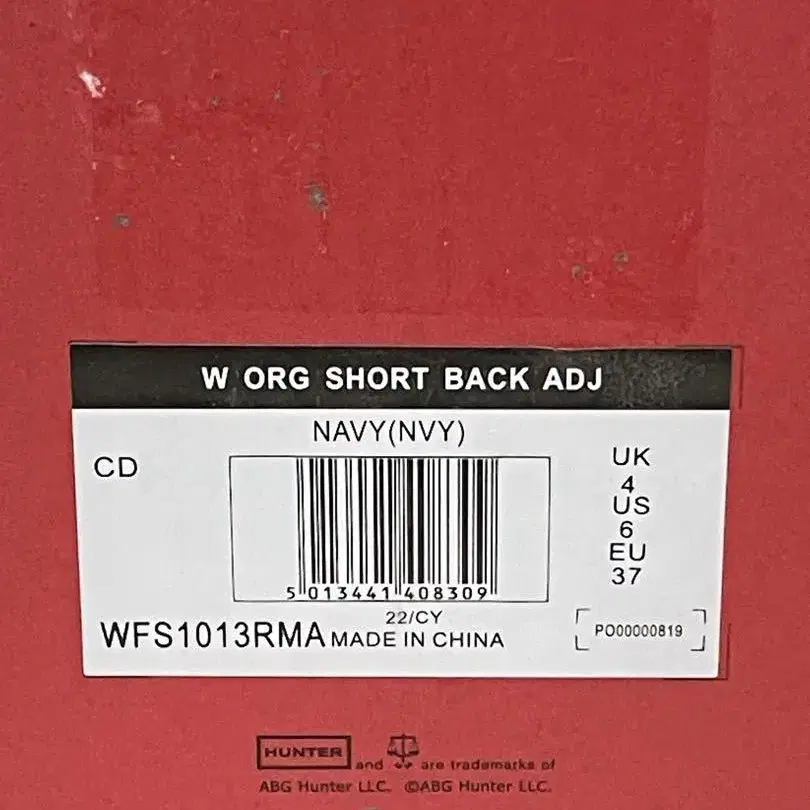 W ORG SHORT BACK ADJ
NAVY(NVY)
CD
5 013441 408309
UK
4
US
6
EU
37
22/CY
WFS1013RMA MADE IN CHINA
PO00000819
HUNTER and are trademarks of
ABG Hunter LLC. ©ABG Hunter LLC.